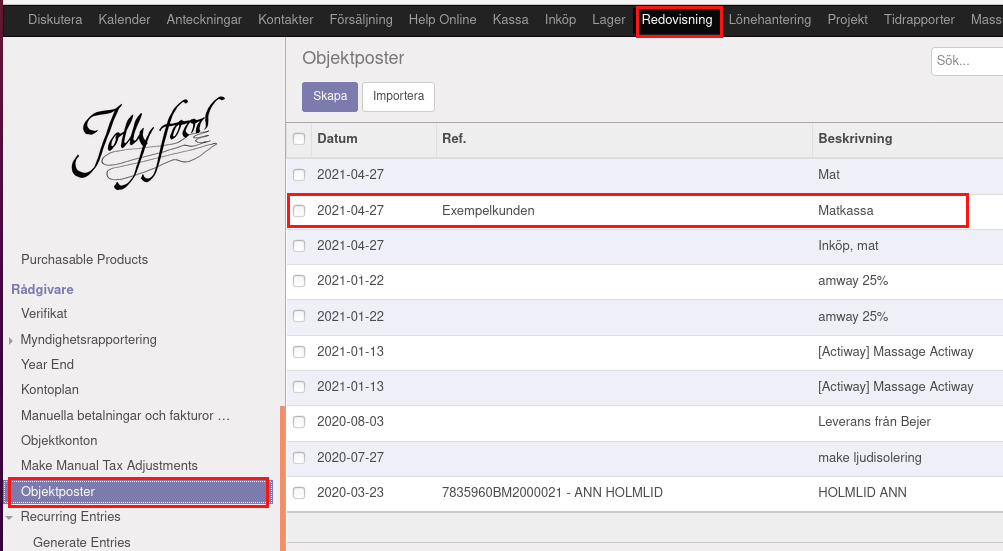 Diskutera Kalender Anteckningar Kontakter Försäljning Help Online Kassa Inköp Lager Redovisning Lönehantering Projekt Tidrapporter Mass
Jolly food
Purchasable Products
Rådgivare
Verifikat
Myndighetsrapportering
Year End
Kontoplan
Manuella betalningar och fakturor …
Objektkonton
Make Manual Tax Adjustments
Objektposter
Recurring Entries
Generate Entries
Objektposter
Sök...
Skapa Importera
Datum Ref. Beskrivning
2021-04-27 Mat
2021-04-27 Exempelkunden Matkassa
2021-04-27 Inköp, mat
2021-01-22 amway 25%
2021-01-22 amway 25%
2021-01-13 [Actiway] Massage Actiway
2021-01-13 [Actiway] Massage Actiway
2020-08-03 Leverans från Bejer
2020-07-27 make ljudisolering
2020-03-23 7835960BM2000021 - ANN HOLMLID HOLMLID ANN